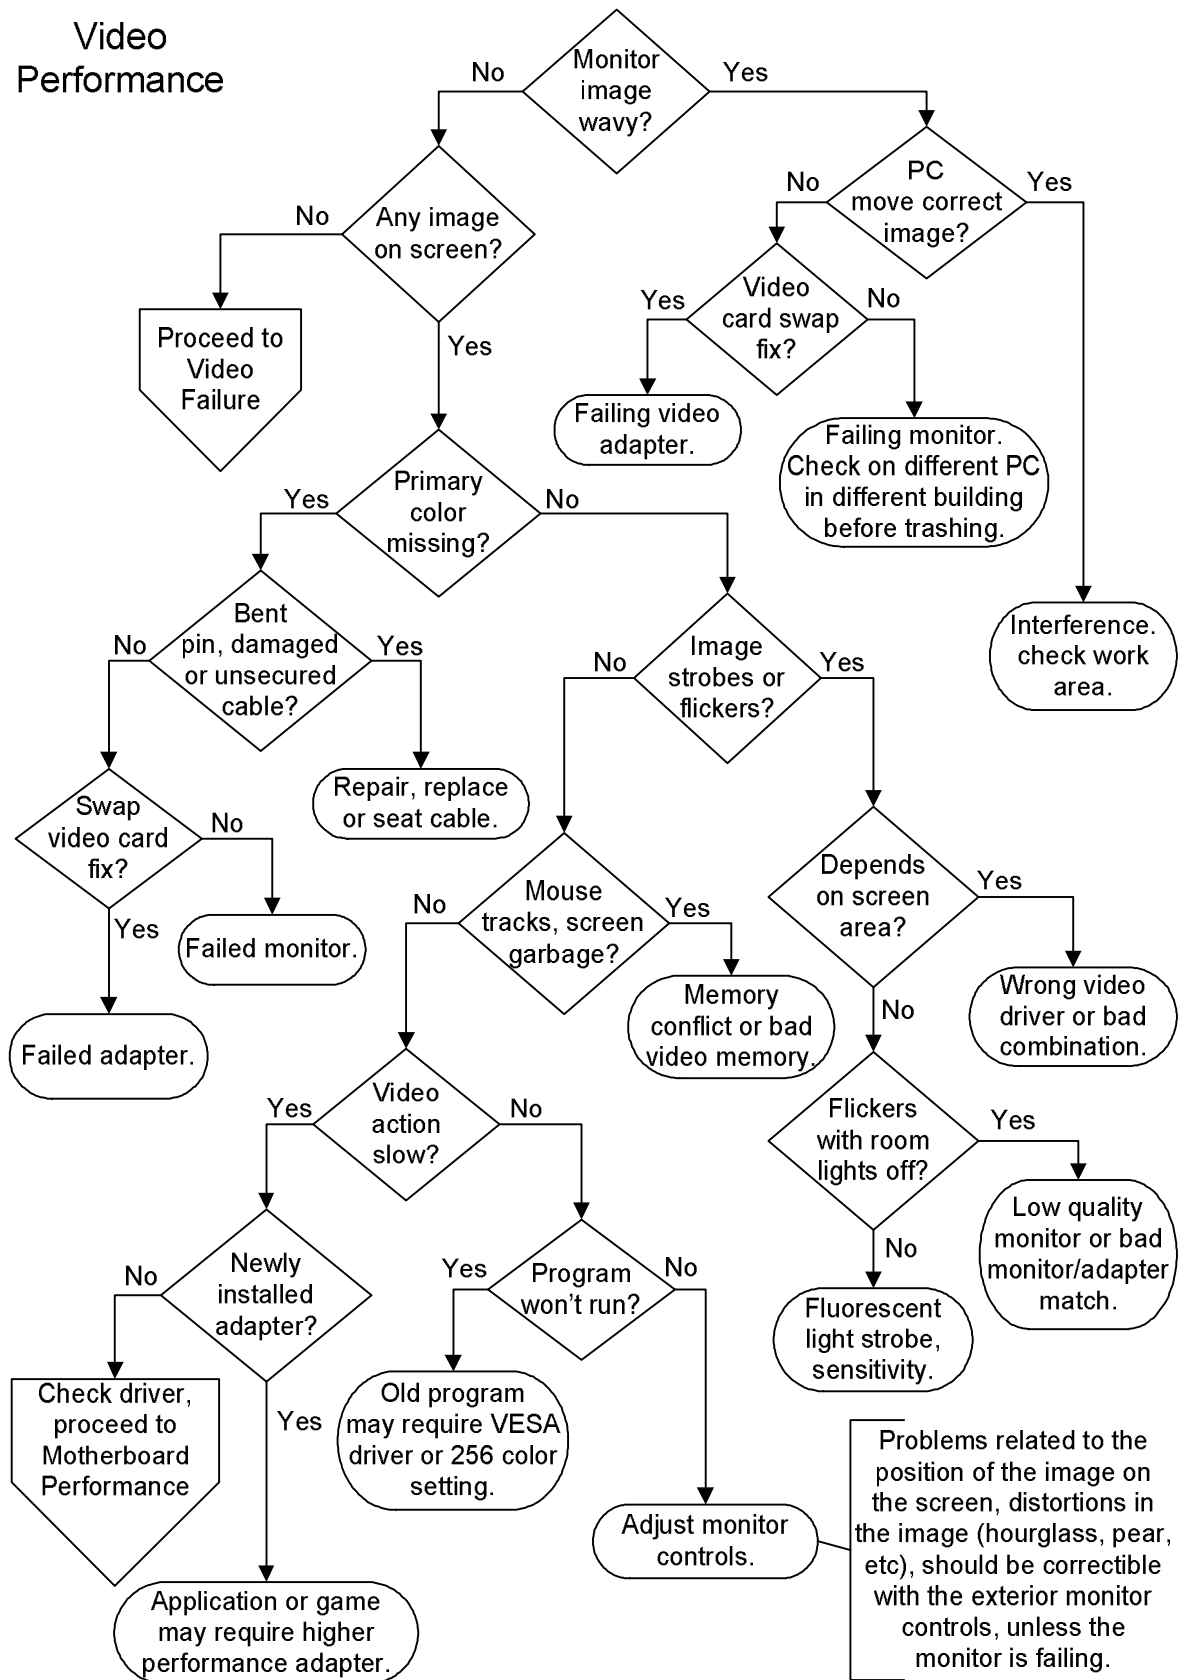 Video
Performance
Monitor
image
wavy?
No
Yes
Any image
on screen?
No
Yes
PC
move correct
image?
No
Yes
Proceed to
Video
Failure
Video
card swap
fix?
Yes
No
Failing video
adapter.
Failing monitor.
Check on different PC
in different building
before trashing.
Interference.
check work
area.
Primary
color
missing?
Yes
No
Bent
pin, damaged
or unsecured
cable?
No
Yes
Repair, replace
or seat cable.
Swap
video card
fix?
No
Yes
Failed monitor.
Failed adapter.
Image
strobes or
flickers?
No
Yes
Mouse
tracks, screen
garbage?
No
Yes
Memory
conflict or bad
video memory.
Depends
on screen
area?
Yes
No
Wrong video
driver or bad
combination.
Flickers
with room
lights off?
Yes
No
Low quality
monitor or bad
monitor/adapter
match.
Fluorescent
light strobe,
sensitivity.
Video
action
slow?
Yes
No
Newly
installed
adapter?
No
Yes
Check driver,
proceed to
Motherboard
Performance
Application or game
may require higher
performance adapter.
Program
won't run?
Yes
No
Old program
may require VESA
driver or 256 color
setting.
Adjust monitor
controls.
Problems related to the
position of the image on
the screen, distortions in
the image (hourglass, pear,
etc), should be correctible
with the exterior monitor
controls, unless the
monitor is failing.